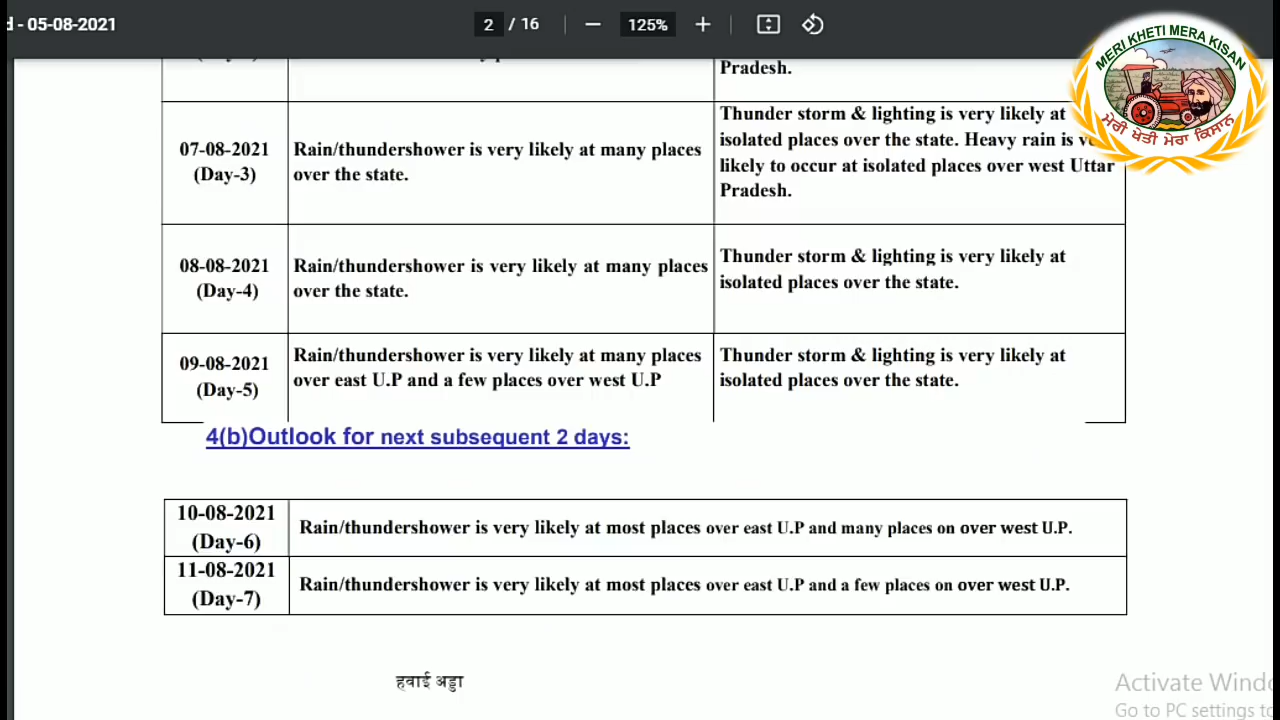 d - 05-08-2021
2 / 16
125%
MERI KHETI MERA KISAN
ਮੇਰੀ ਖੇਤੀ ਮੇਰਾ ਕਿਸਾਨ
Pradesh.
07-08-2021
(Day-3)
Rain/thundershower is very likely at many places
over the state.
Thunder storm & lighting is very likely at
isolated places over the state. Heavy rain is
likely to occur at isolated places over west Uttar
Pradesh.
08-08-2021
(Day-4)
Rain/thundershower is very likely at many places
over the state.
Thunder storm & lighting is very likely at
isolated places over the state.
09-08-2021
(Day-5)
Rain/thundershower is very likely at many places
over east U.P and a few places over west U.P
Thunder storm & lighting is very likely at
isolated places over the state.
4(b)Outlook for next subsequent 2 days:
10-08-2021
(Day-6)
Rain/thundershower is very likely at most places over east U.P and many places on over west U.P.
11-08-2021
(Day-7)
Rain/thundershower is very likely at most places over east U.P and a few places on over west U.P.
हवाई अड्डा
Activate Windo
Go to PC settings to